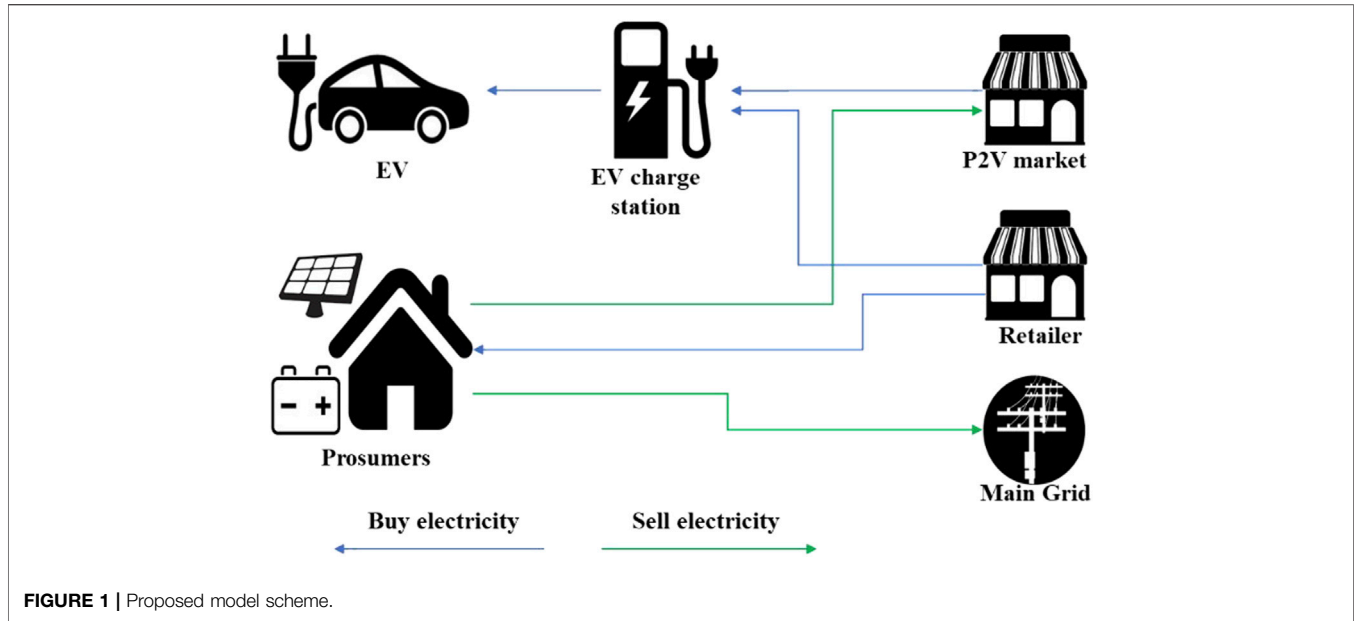 EV
EV charge
station
P2V market
Retailer
Prosumers
Main Grid
Buy electricity
Sell electricity
FIGURE 1 | Proposed model scheme.